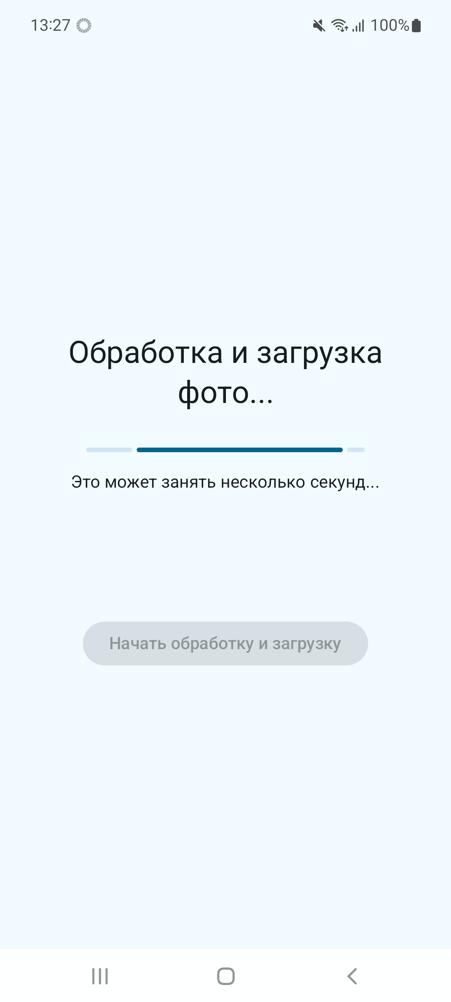 13:27
100%
Обработка и загрузка
фото...
Это может занять несколько секунд...
Начать обработку и загрузку